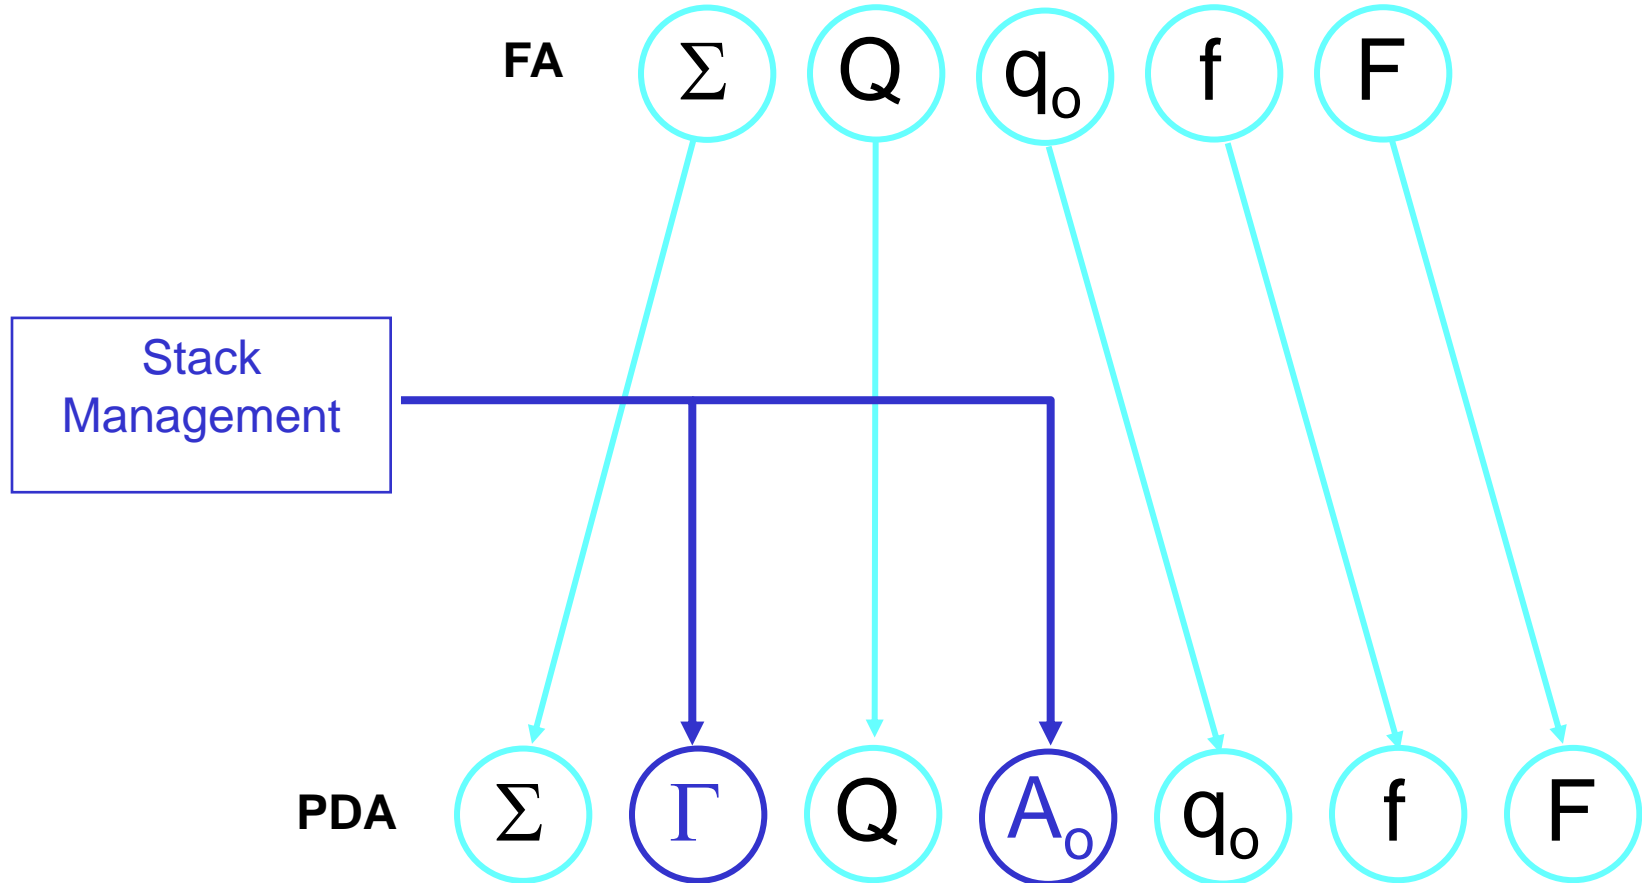 FA Σ Q qo f F
Stack
Management
PDA Σ Γ Q Ao qo f F